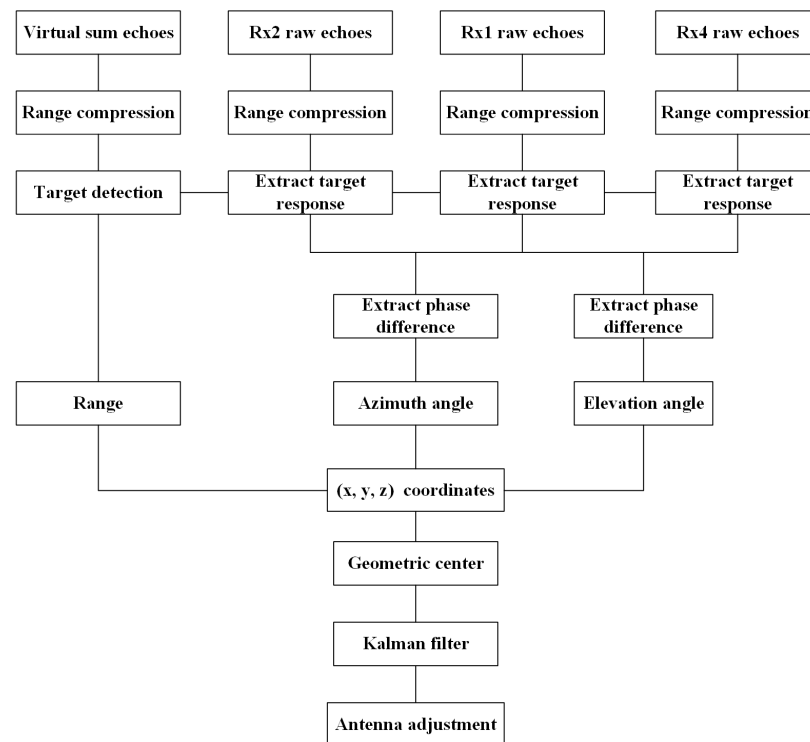 Virtual sum echoes
Rx2 raw echoes
Rx1 raw echoes
Rx4 raw echoes
Range compression
Range compression
Range compression
Range compression
Target detection
Extract target
response
Extract target
response
Extract target
response
Extract phase
difference
Extract phase
difference
Range
Azimuth angle
Elevation angle
(x, y, z) coordinates
Geometric center
Kalman filter
Antenna adjustment